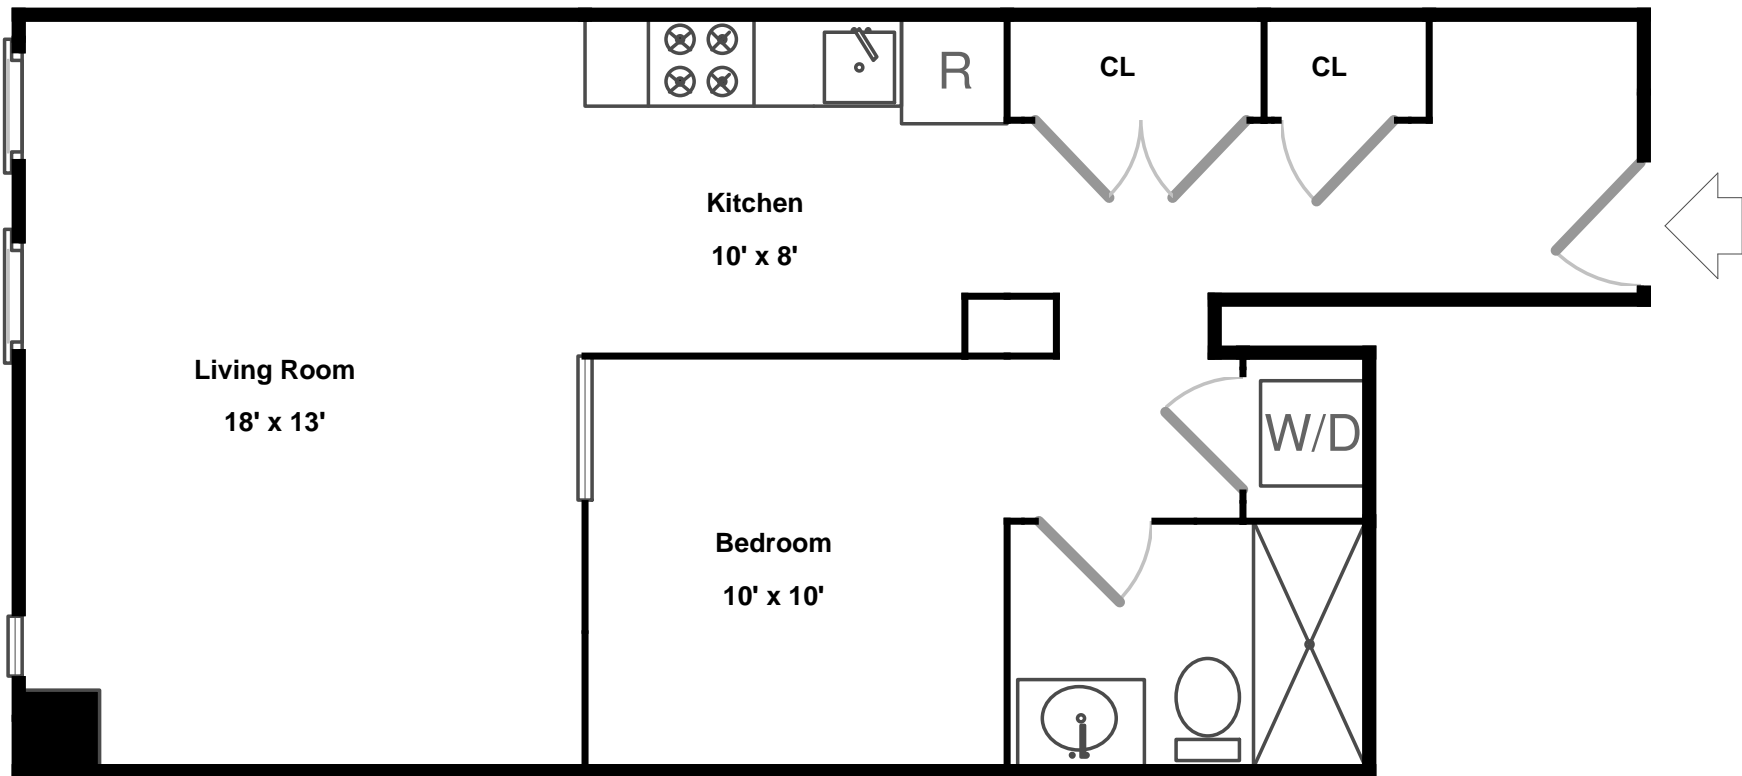 R
CL
CL
Kitchen
10' x 8'
Living Room
18' x 13'
W/D
Bedroom
10' x 10'